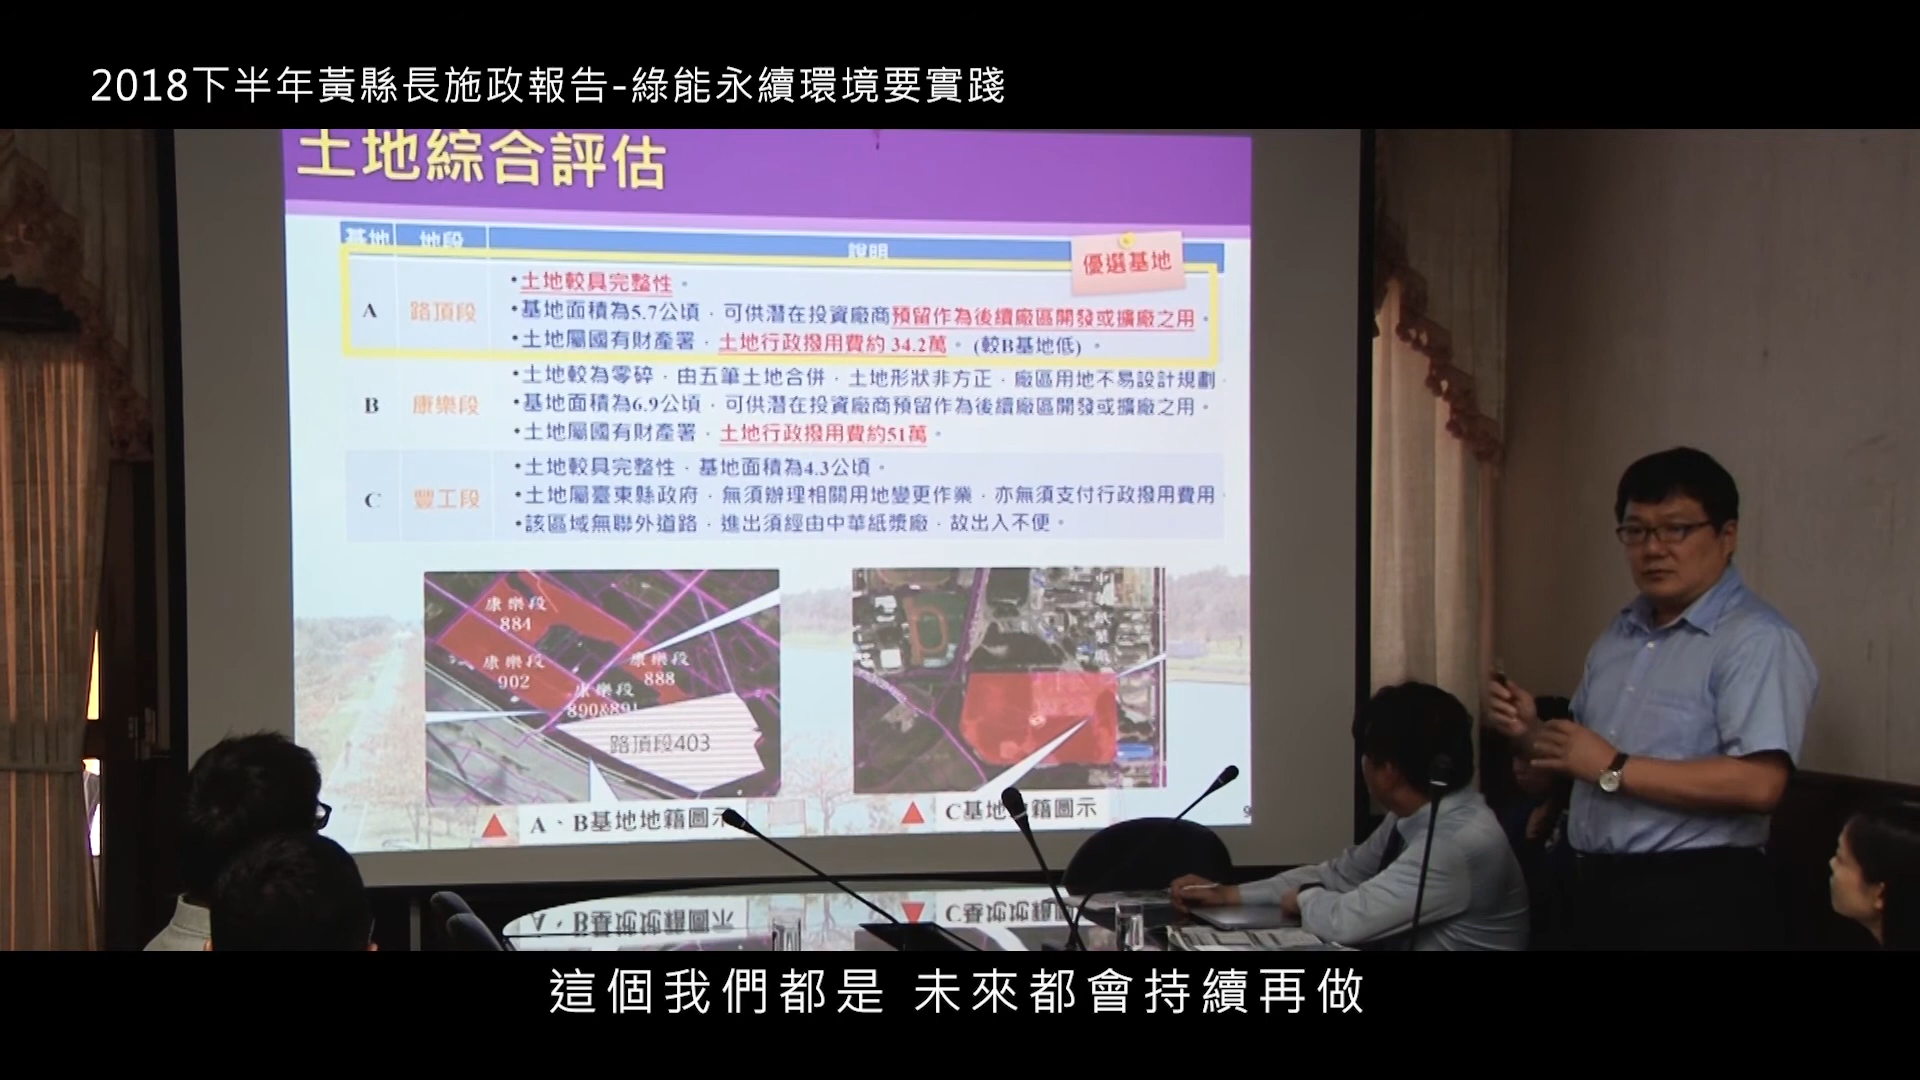 2018下半年黃縣長施政報告-綠能永續環境要實踐
土地綜合評估
基地 地段 說明
優選基地
A 路頂段
•土地較具完整性。
•基地面積為5.7公頃，可供潛在投資廠商預留作為後續廠區開發或擴廠之用。
•土地屬國有財產署，土地行政撥用費約 34.2萬。(較B基地低)。
B 康樂段
•土地較為零碎，由五筆土地合併，土地形狀非方正，廠區用地不易設計規劃
•基地面積為6.9公頃，可供潛在投資廠商預留作為後續廠區開發或擴廠之用。
•土地屬國有財產署，土地行政撥用費約51萬。
C 豐工段
•土地較具完整性，基地面積為4.3公頃。
•土地屬臺東縣政府，無須辦理相關用地變更作業，亦無須支付行政撥用費用
•該區域無聯外道路，進出須經由中華紙漿廠，故出入不便。
康樂段
884
康樂段
902
康樂段
888
康樂段
890&891
路頂段403
A、B基地地籍圖示
C基地地籍圖示
9
這個我們都是 未來都會持續再做